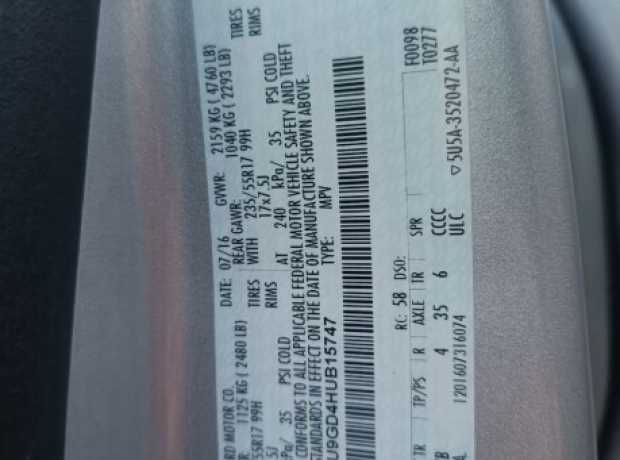 RD MOTOR CO. DATE: 07/16 GVWR: 2159 KG ( 4760 LB)
R: 1125 KG ( 2480 LB) REAR GAWR: 1040 KG ( 2293 LB)
55R17 99H TIRES WITH 235/55R17 99H TIRES
5J RIMS 17x7.5J RIMS
Pa/ 35 PSI COLD AT 240 kPa/ 35 PSI COLD
CONFORMS TO ALL APPLICABLE FEDERAL MOTOR VEHICLE SAFETY AND THEFT
STANDARDS IN EFFECT ON THE DATE OF MANUFACTURE SHOWN ABOVE.
U9GD4HUB15747 TYPE: MPV
F0098
RC: 58 DSO: T0277
TR TP/PS R AXLE TR SPR
B 4 35 6 CCCC
A ULC ▽5U5A-3520472-AA
1201607316074